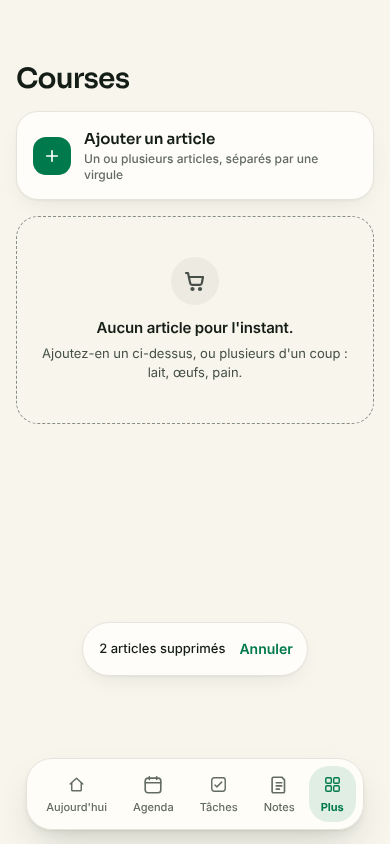 Courses
Ajouter un article
Un ou plusieurs articles, séparés par une
virgule
Aucun article pour l'instant.
Ajoutez-en un ci-dessus, ou plusieurs d'un coup :
lait, œufs, pain.
2 articles supprimés Annuler
Aujourd'hui Agenda Tâches Notes Plus